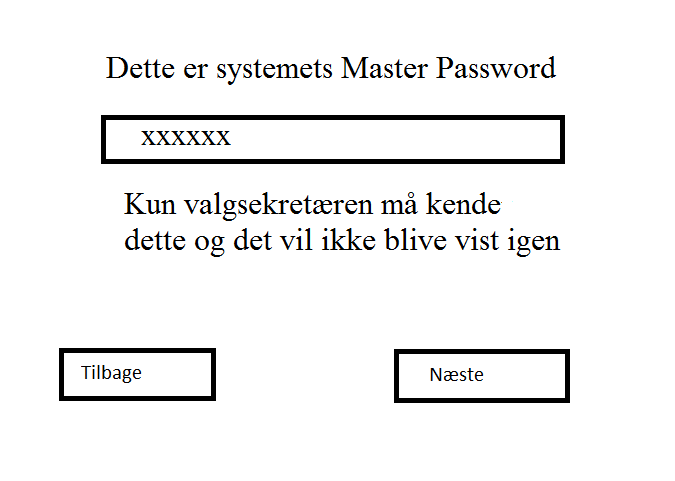 Dette er systemets Master Password
xxxxxx
Kun valgsekretæren må kende
dette og det vil ikke blive vist igen
Tilbage
Næste